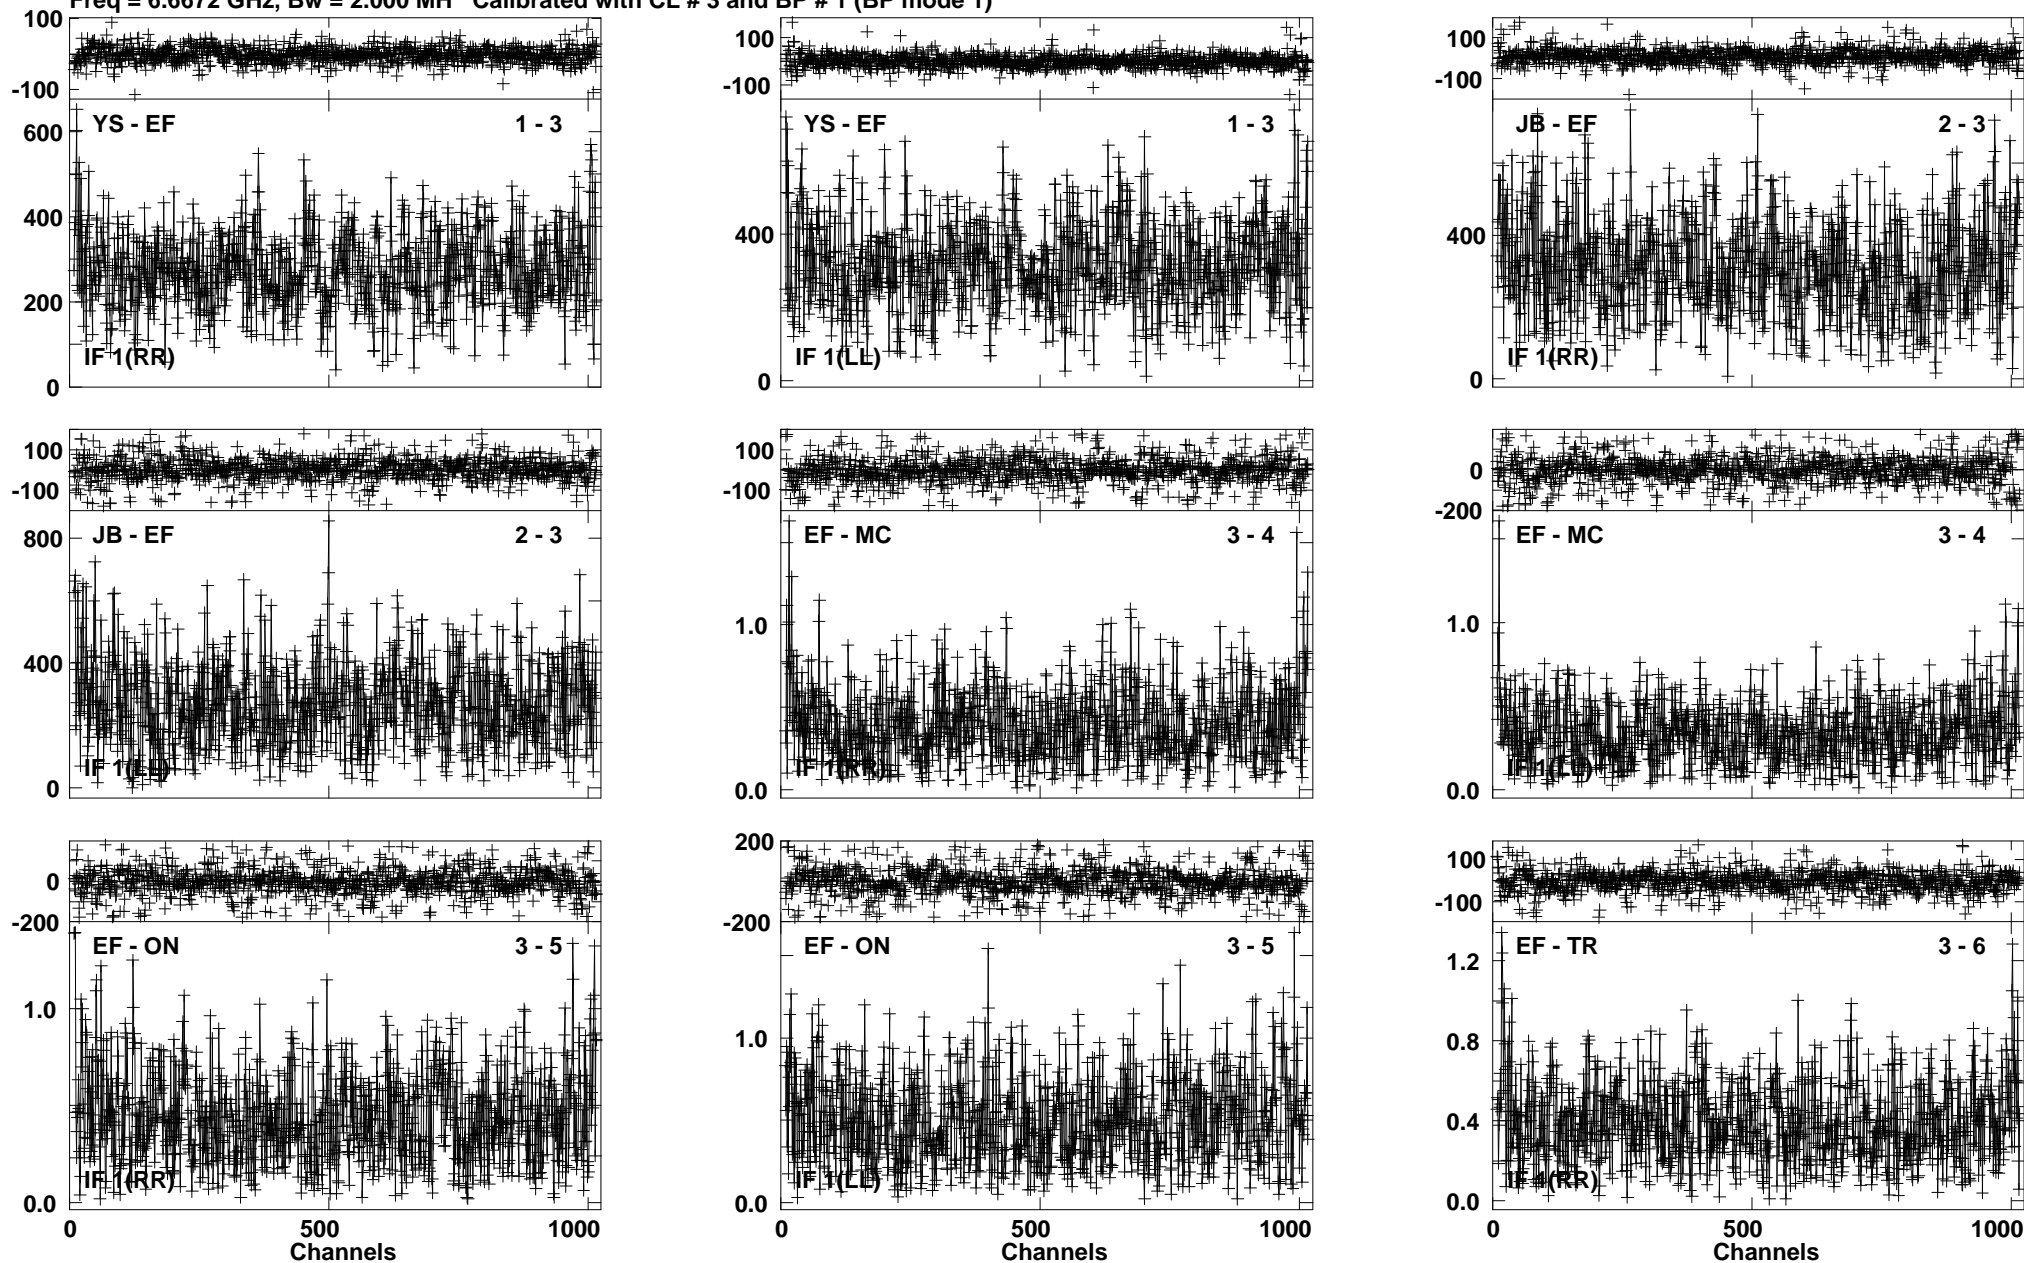 Freq = 6.6672 GHz, Bw = 2.000 MH Calibrated with CL # 3 and BP # 1 (BP mode 1)
100
-100
YS - EF 1 - 3
600
400
200
0
IF 1(RR)
100
-100
YS - EF 1 - 3
400
0
IF 1(LL)
100
-100
JB - EF 2 - 3
400
0
IF 1(RR)
100
-100
JB - EF 2 - 3
800
400
0
IF 1(LL)
100
-100
EF - MC 3 - 4
1.0
0.0
IF 1(RR)
0
-200
EF - MC 3 - 4
1.0
0.0
IF 1(LL)
0
-200
EF - ON 3 - 5
1.0
0.0
IF 1(RR)
0 500 1000
Channels
200
-200
EF - ON 3 - 5
1.0
0.0
IF 1(LL)
0 500 1000
Channels
100
-100
EF - TR 3 - 6
1.2
0.8
0.4
0.0
IF 1(RR)
0 500 1000
Channels